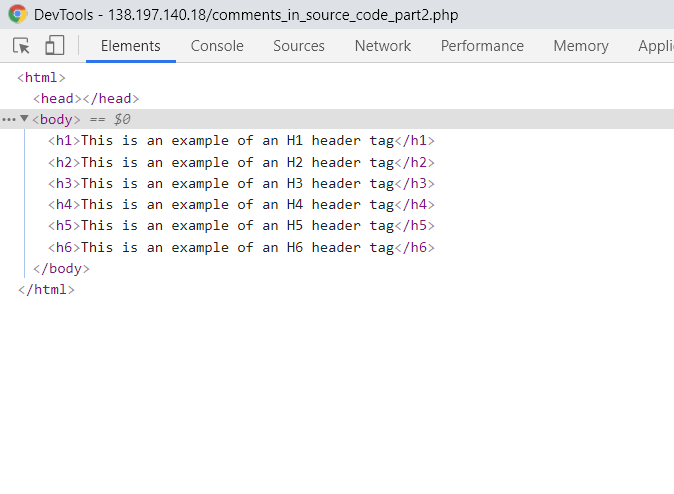 DevTools - 138.197.140.18/comments_in_source_code_part2.php
Elements Console Sources Network Performance Memory Appli
<html>
<head></head>
<body> == $0
<h1>This is an example of an H1 header tag</h1>
<h2>This is an example of an H2 header tag</h2>
<h3>This is an example of an H3 header tag</h3>
<h4>This is an example of an H4 header tag</h4>
<h5>This is an example of an H5 header tag</h5>
<h6>This is an example of an H6 header tag</h6>
</body>
</html>